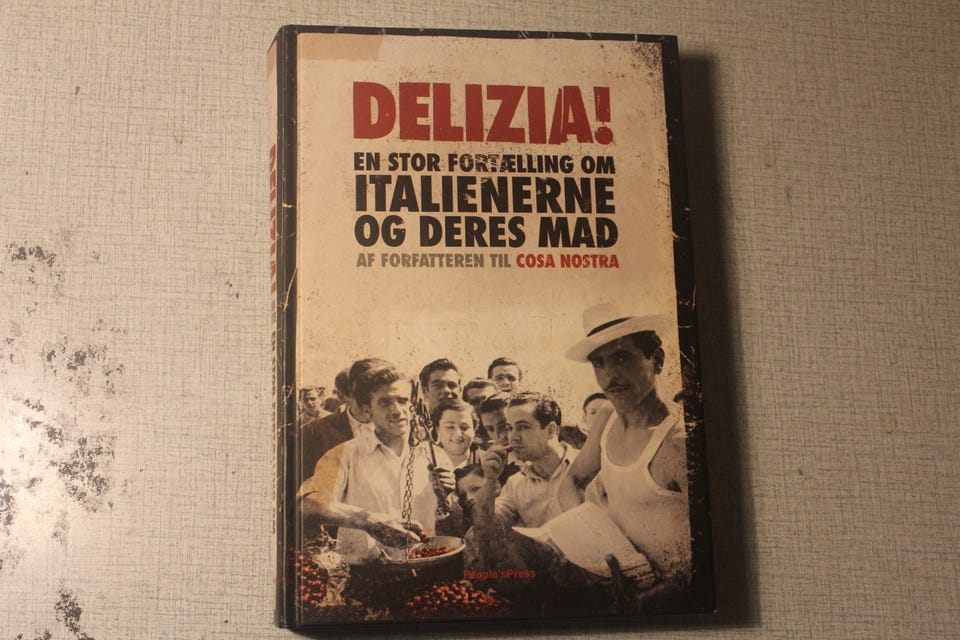 DELIZIA!
EN STOR FORTÆLLING OM
ITALIENERNE
OG DERES MAD
AF FORFATTEREN TIL COSA NOSTRA
People'sPress